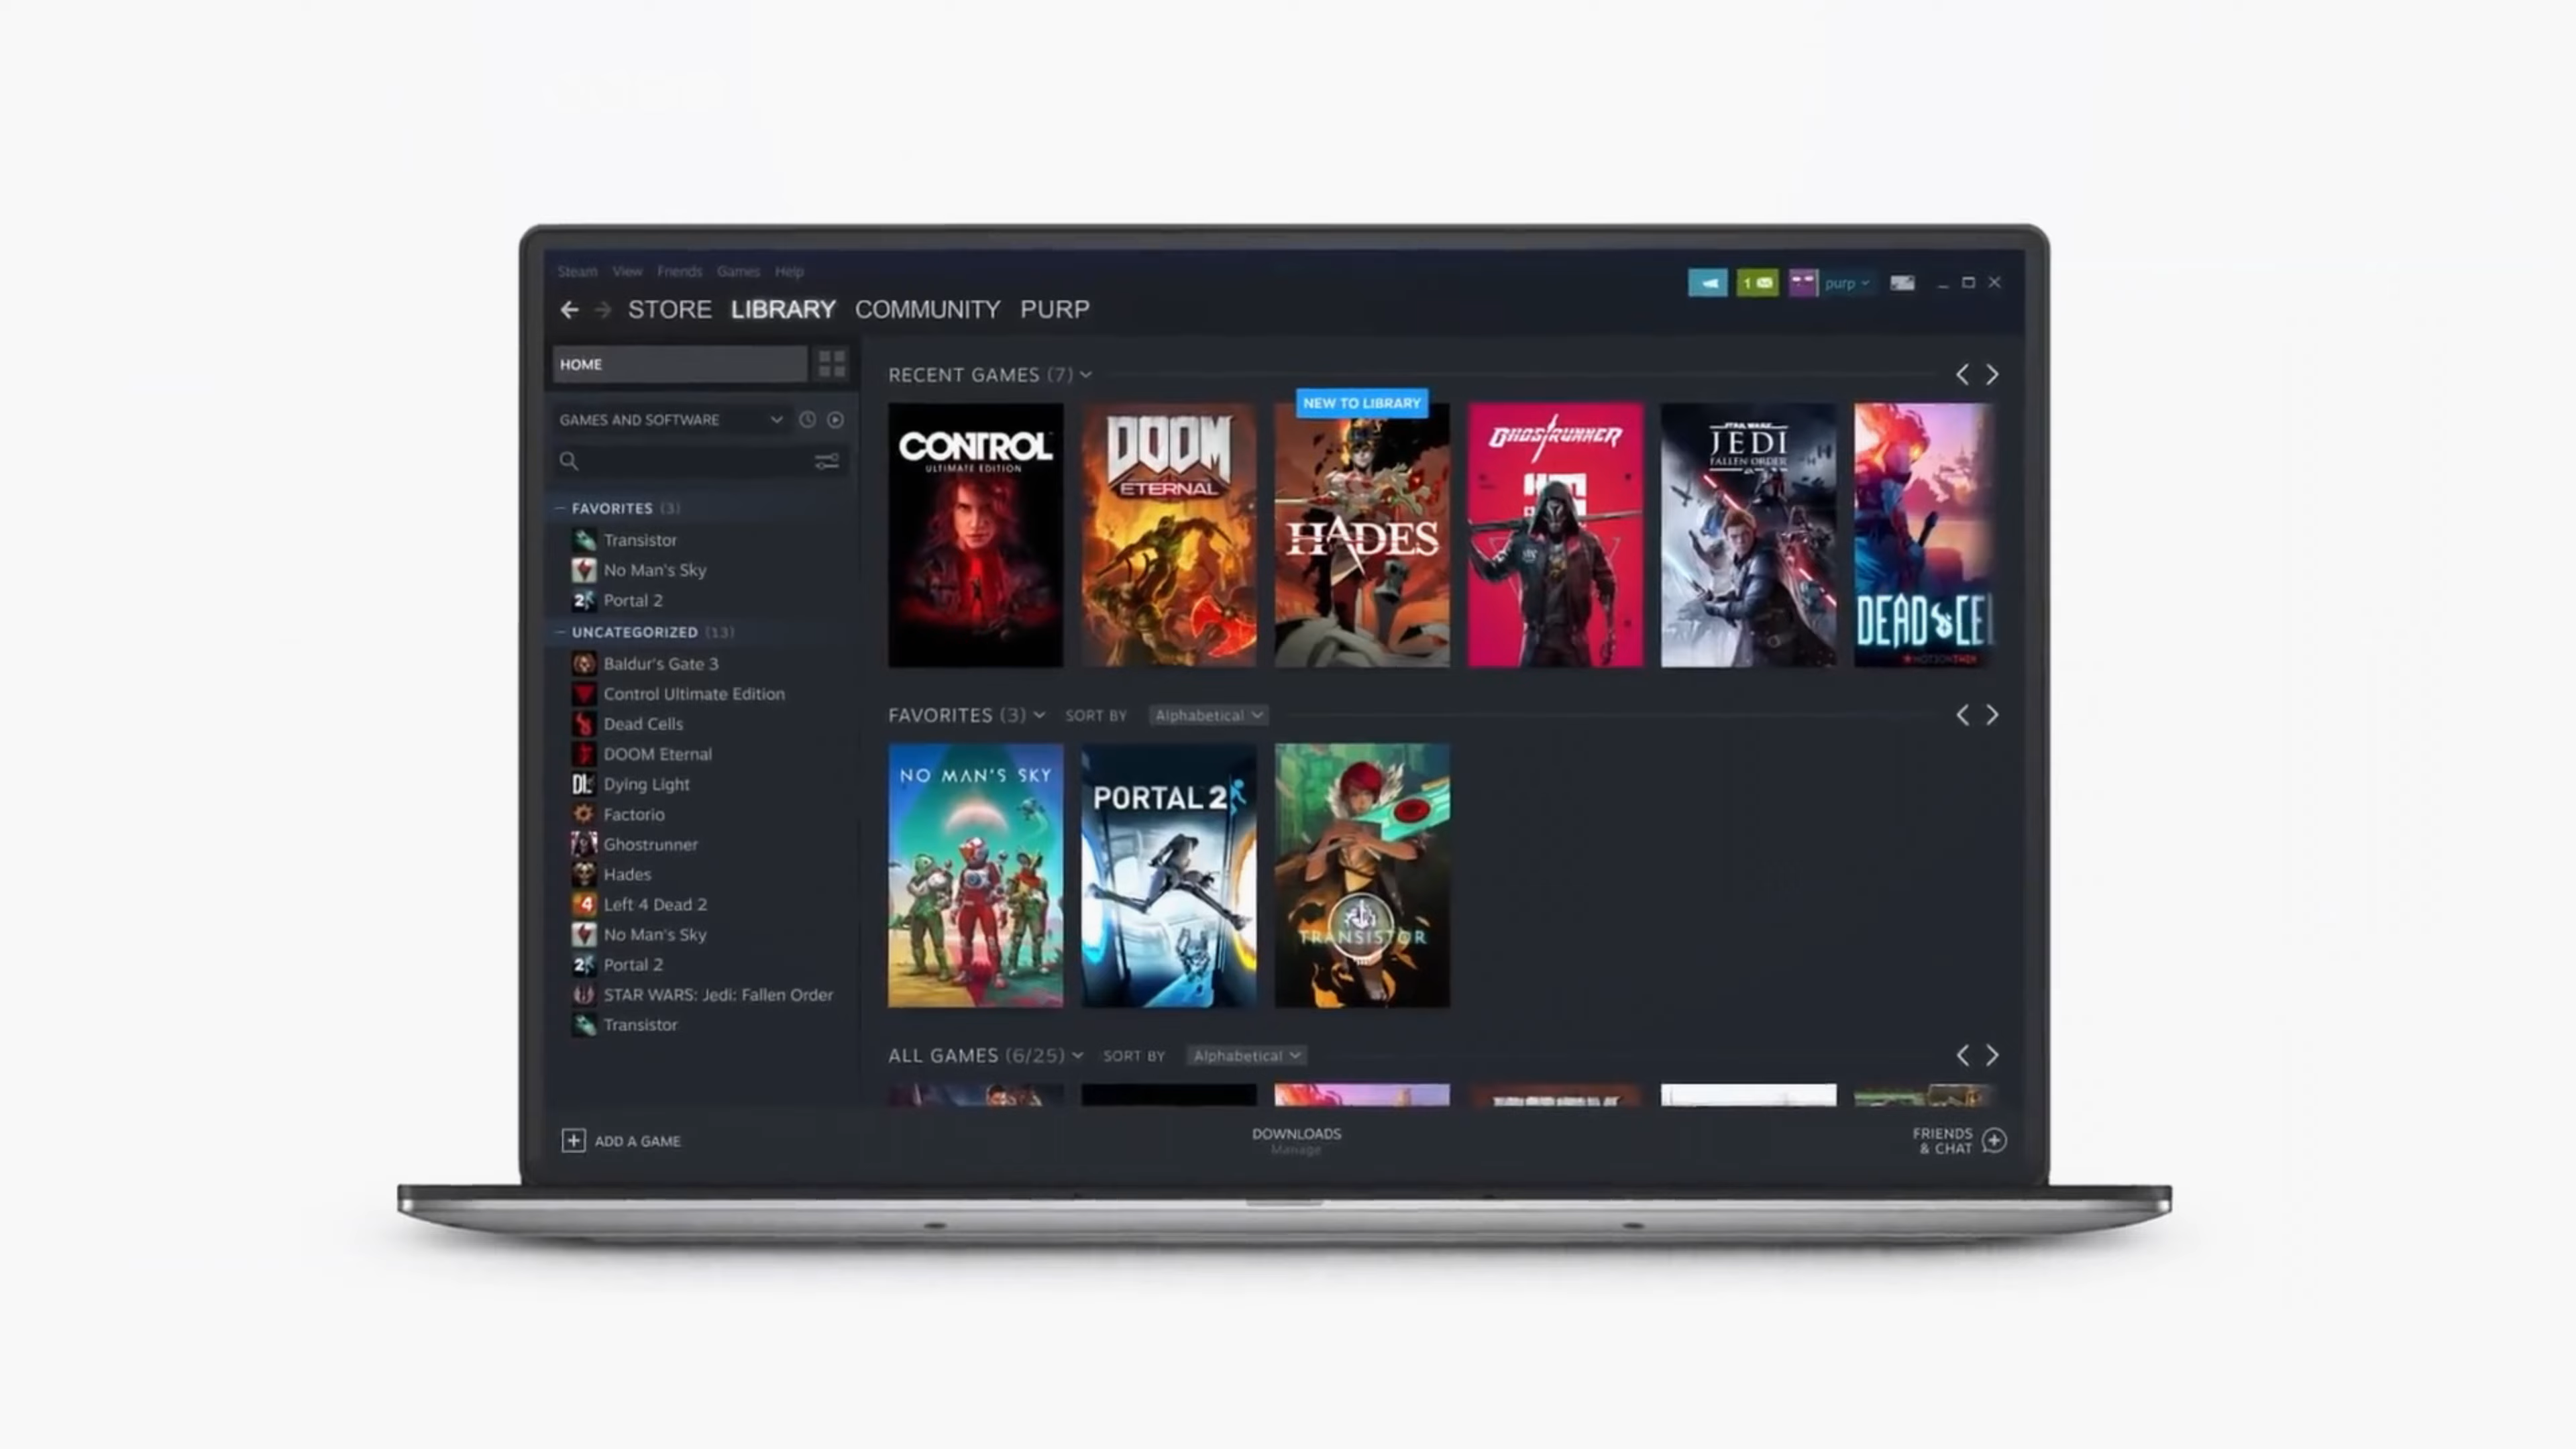 Steam View Friends Games Help
1
purp
STORE LIBRARY COMMUNITY PURP
HOME
GAMES AND SOFTWARE
FAVORITES (3)
Transistor
No Man's Sky
Portal 2
UNCATEGORIZED (13)
Baldur's Gate 3
Control Ultimate Edition
Dead Cells
DOOM Eternal
Dying Light
Factorio
Ghostrunner
Hades
Left 4 Dead 2
No Man's Sky
Portal 2
STAR WARS: Jedi: Fallen Order
Transistor
RECENT GAMES (7)
NEW TO LIBRARY
CONTROL
ULTIMATE EDITION
DOOM
ETERNAL
HADES
GHOSTRUNNER
STAR WARS
JEDI
FALLEN ORDER
DEAD CEL
FAVORITES (3) SORT BY Alphabetical
NO MAN'S SKY
PORTAL 2
TRANSISTOR
ALL GAMES (6/25) SORT BY Alphabetical
ADD A GAME
DOWNLOADS
Manage
FRIENDS
& CHAT